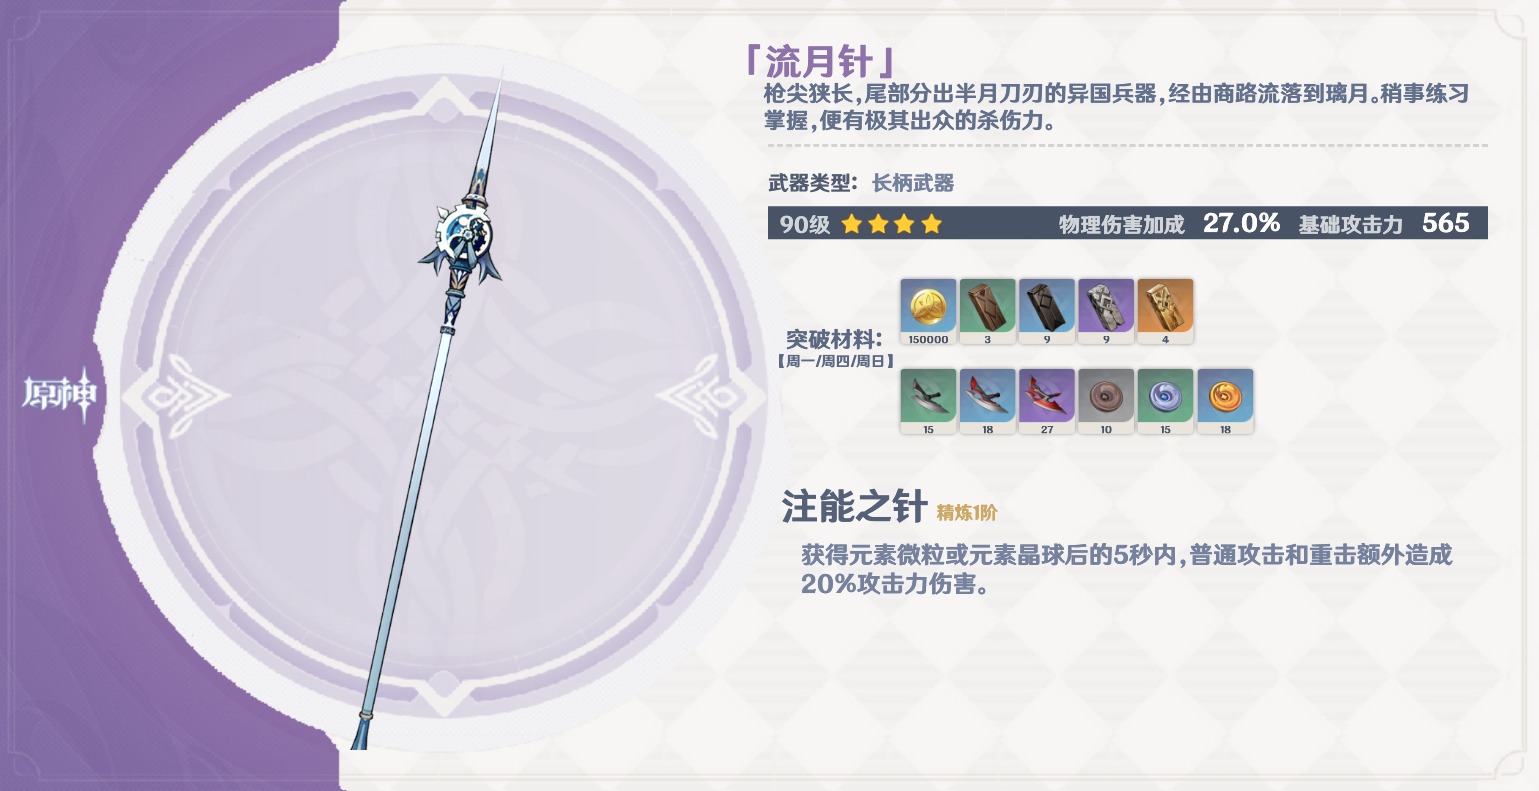 「流月针」
枪尖狭长,尾部分出半月刀刃的异国兵器,经由商路流落到璃月。稍事练习
掌握,便有极其出众的杀伤力。
武器类型: 长柄武器
90级 物理伤害加成 27.0% 基础攻击力 565
150000 3 9 9 4
突破材料:
【周一/周四/周日】
原神
15 18 27 10 15 18
注能之针 精炼1阶
获得元素微粒或元素晶球后的5秒内,普通攻击和重击额外造成
20%攻击力伤害。